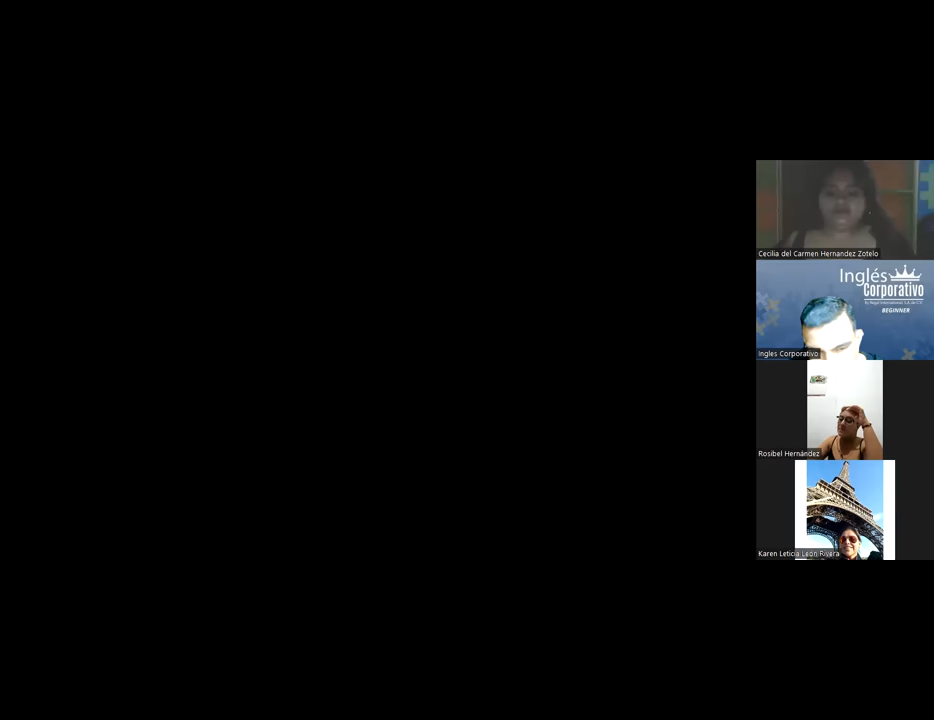 Cecilia del Carmen Hernandez Zotelo
Inglés
Corporativo
BEGINNER
Ingles Corporativo
Rosibel Hernández
Karen Leticia Leon Rivera